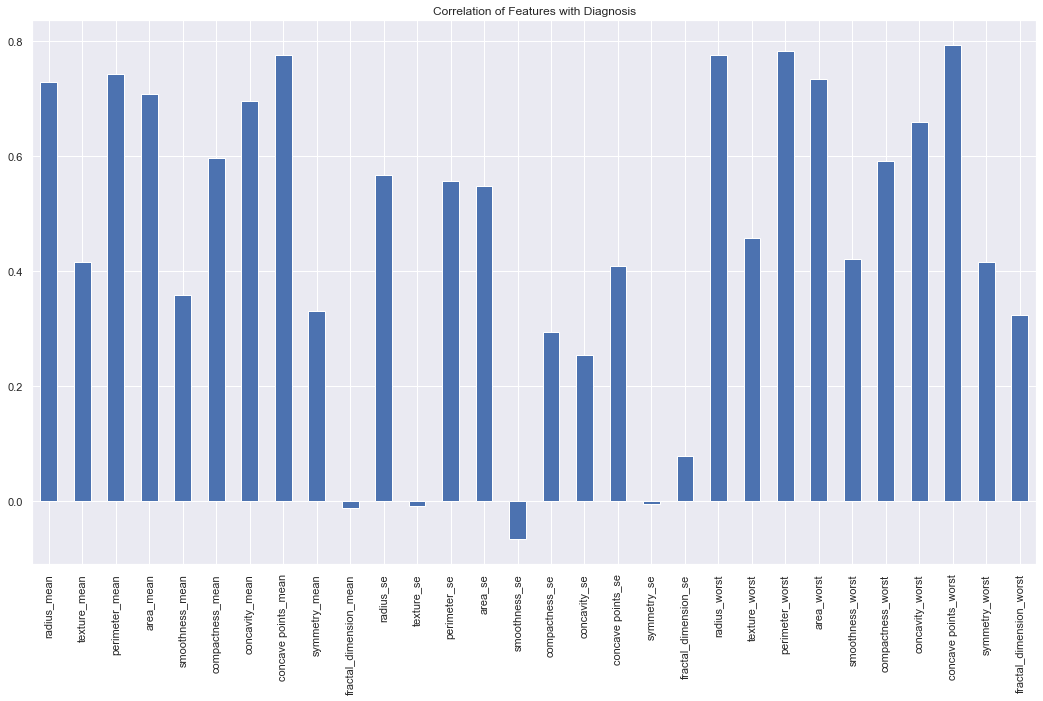 Correlation of Features with Diagnosis
0.8
0.6
0.4
0.2
0.0
radius_mean
texture_mean
perimeter_mean
area_mean
smoothness_mean
compactness_mean
concavity_mean
concave points_mean
symmetry_mean
fractal_dimension_mean
radius_se
texture_se
perimeter_se
area_se
smoothness_se
compactness_se
concavity_se
concave points_se
symmetry_se
fractal_dimension_se
radius_worst
texture_worst
perimeter_worst
area_worst
smoothness_worst
compactness_worst
concavity_worst
concave points_worst
symmetry_worst
fractal_dimension_worst